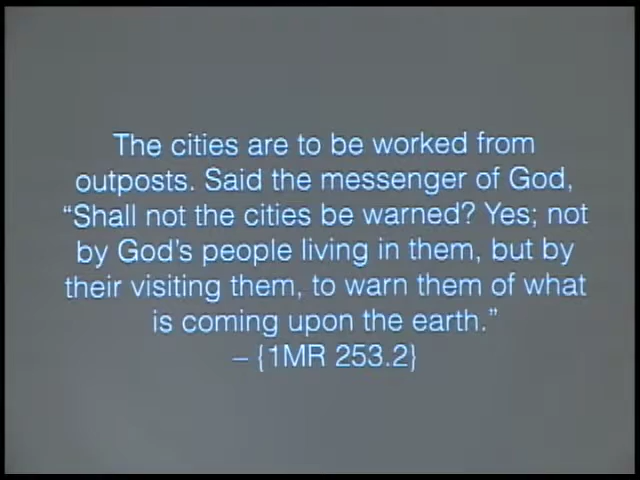 The cities are to be worked from
outposts. Said the messenger of God,
“Shall not the cities be warned? Yes; not
by God’s people living in them, but by
their visiting them, to warn them of what
is coming upon the earth.”
– {1MR 253.2}